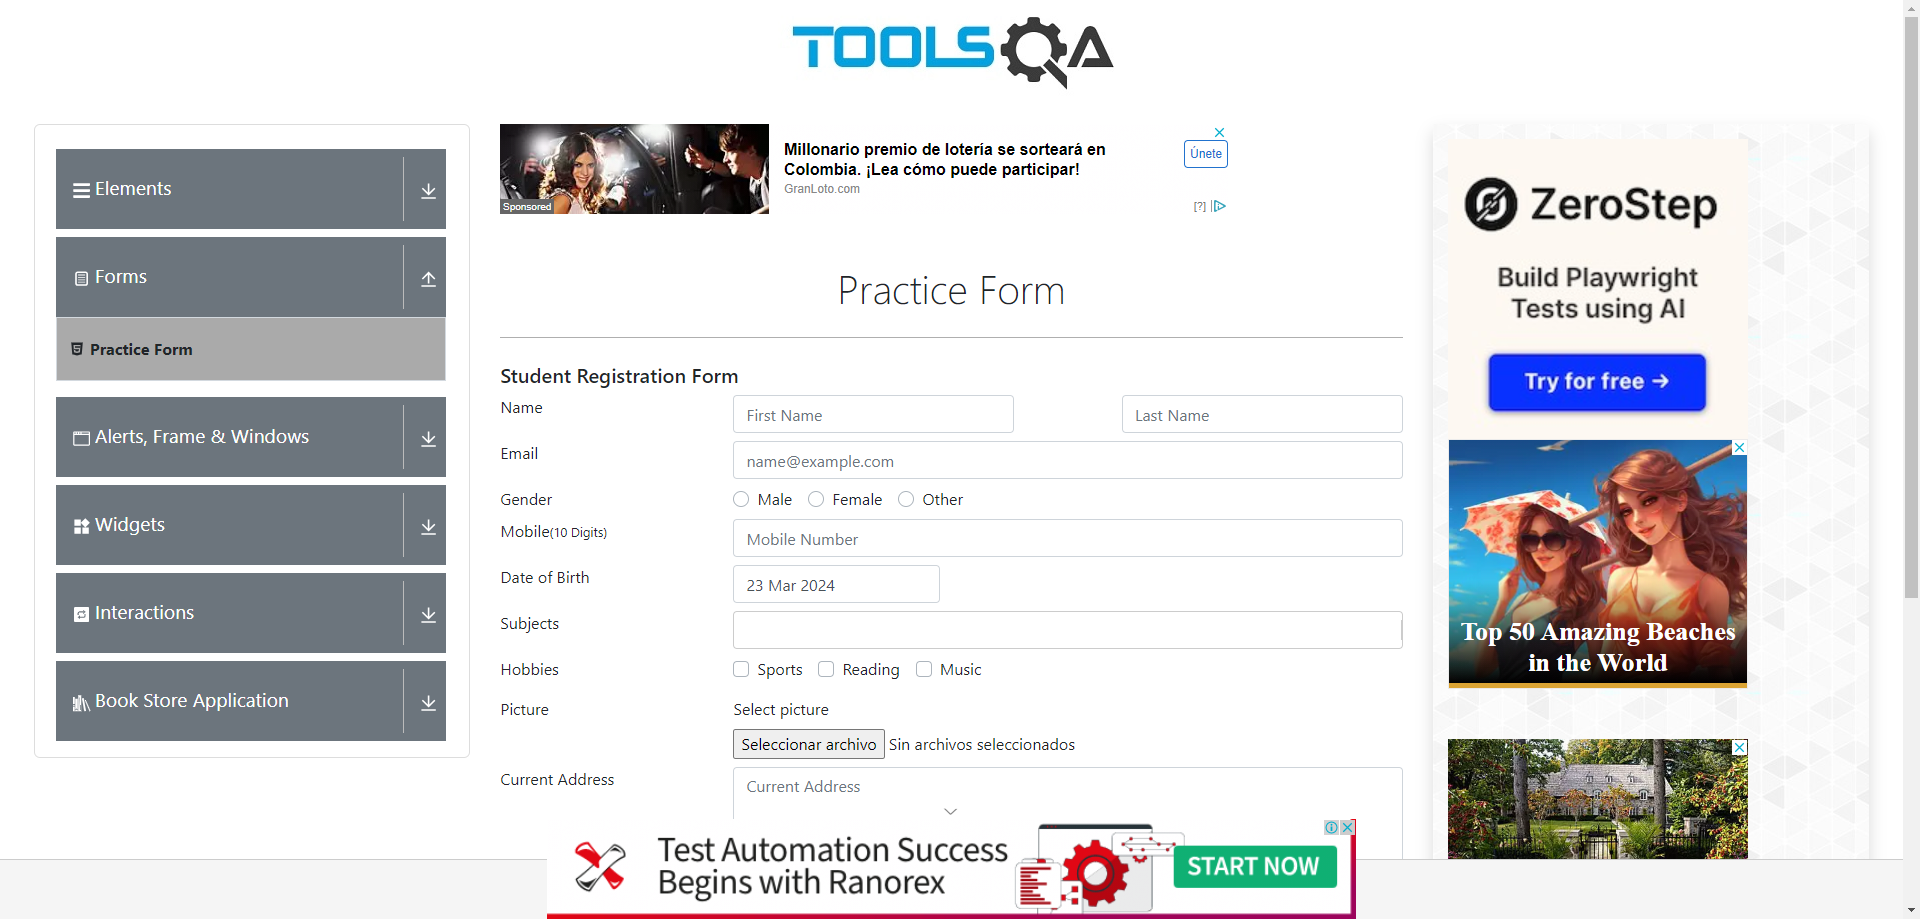 TOOLSQA
Elements
Forms
Practice Form
Alerts, Frame & Windows
Widgets
Interactions
Book Store Application
Sponsored
Millonario premio de lotería se sorteará en
Colombia. ¡Lea cómo puede participar!
GranLoto.com
Únete
[?]
Practice Form
Student Registration Form
Name
First Name
Last Name
Email
name@example.com
Gender
Male
Female
Other
Mobile(10 Digits)
Mobile Number
Date of Birth
23 Mar 2024
Subjects
Hobbies
Sports
Reading
Music
Picture
Select picture
Seleccionar archivo Sin archivos seleccionados
Current Address
Current Address
ZeroStep
Build Playwright
Tests using AI
Try for free →
Top 50 Amazing Beaches
in the World
Test Automation Success
Begins with Ranorex
START NOW